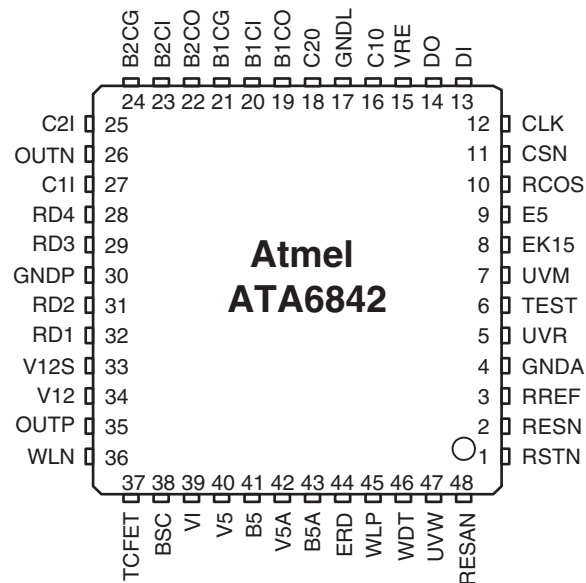 B2CG B2CI B2CO B1CG B1CI B1CO C20 GNDL C10 VRE DO DI
24 23 22 21 20 19 18 17 16 15 14 13
C2I 25 12 CLK
OUTN 26 11 CSN
C1I 27 10 RCOS
RD4 28 9 E5
RD3 29 8 EK15
GNDP 30 7 UVM
RD2 31 6 TEST
RD1 32 5 UVR
V12S 33 4 GNDA
V12 34 3 RREF
OUTP 35 2 RESN
WLN 36 1 RSTN
Atmel
ATA6842
37 38 39 40 41 42 43 44 45 46 47 48
TCFET BSC VI V5 B5 V5A B5A ERD WLP WDT UVW RESAN